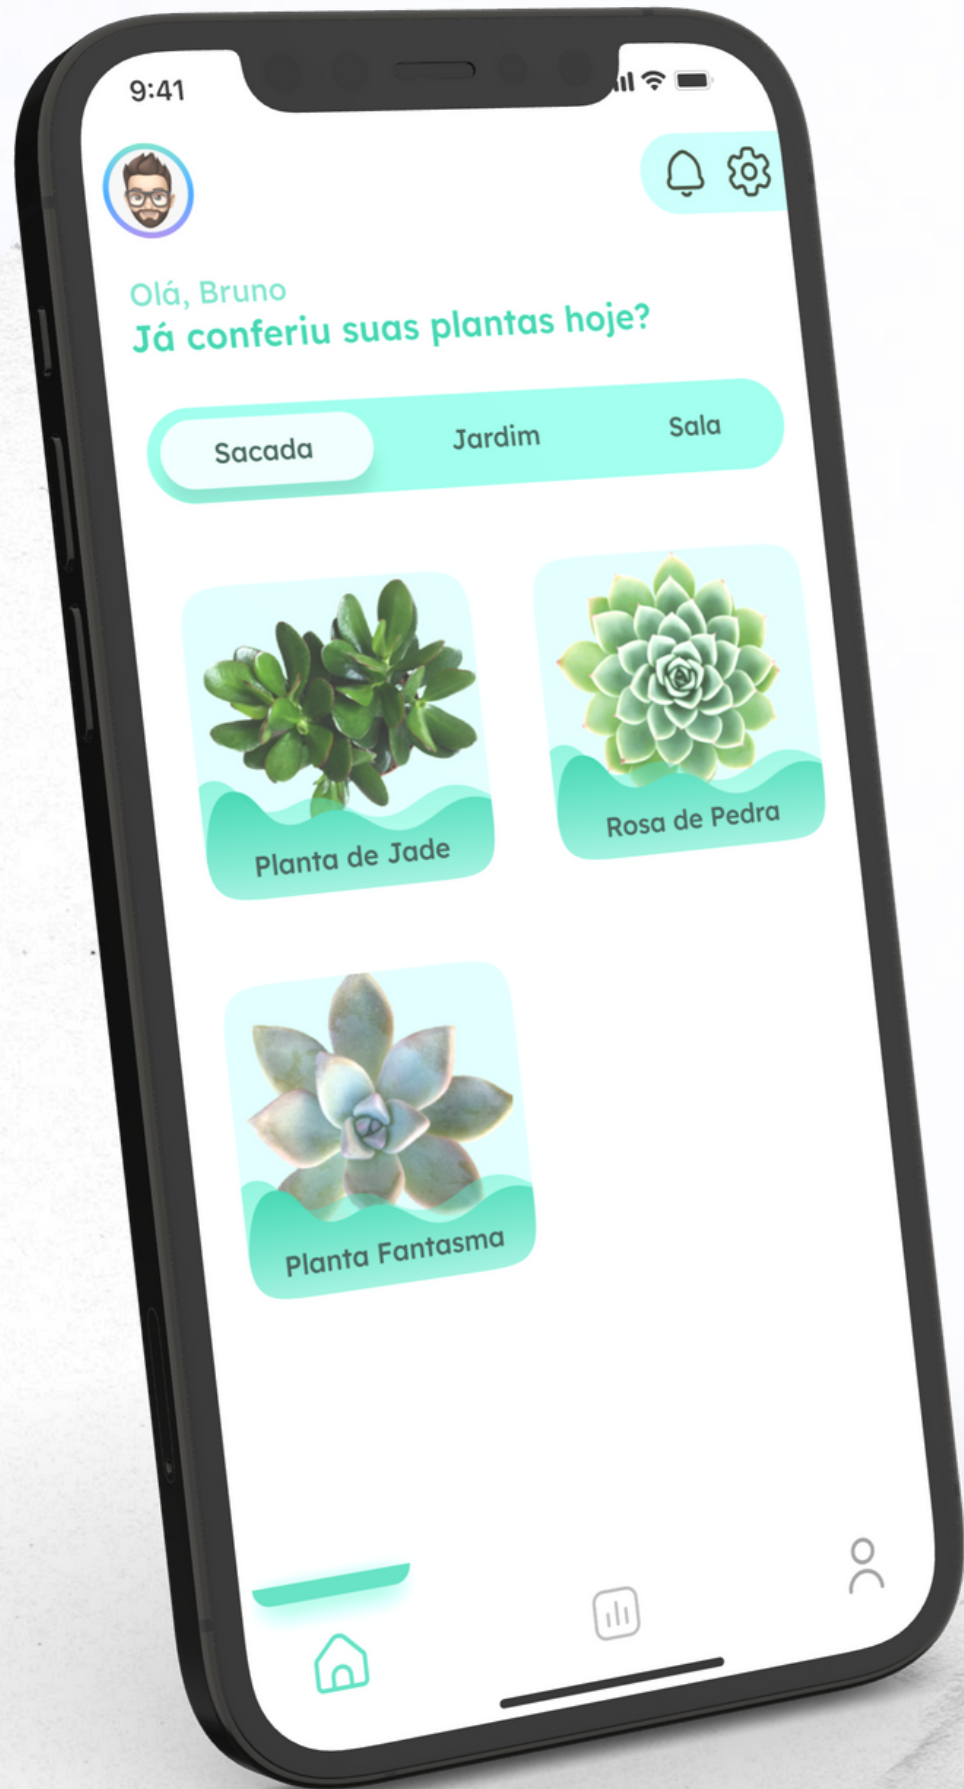 9:41
Olá, Bruno
Já conferiu suas plantas hoje?
Sacada
Jardim
Sala
Planta de Jade
Rosa de Pedra
Planta Fantasma